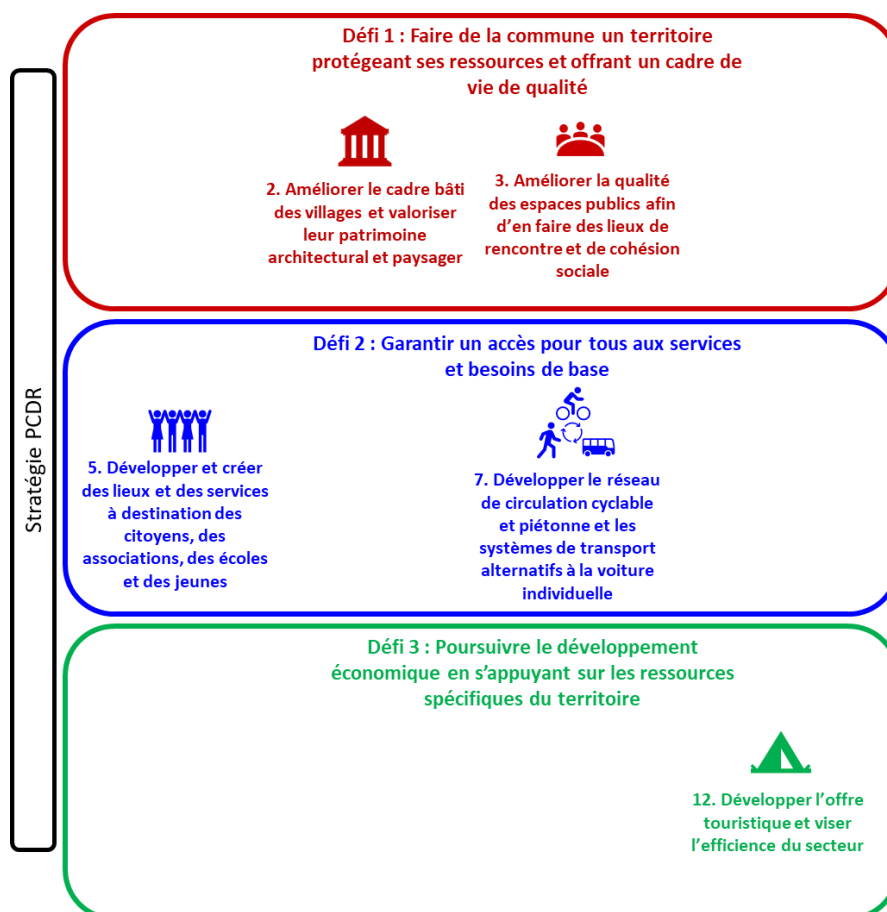 Stratégie PCDR
Défi 1 : Faire de la commune un territoire
protégeant ses ressources et offrant un cadre de
vie de qualité
2. Améliorer le cadre bâti
des villages et valoriser
leur patrimoine
architectural et paysager
3. Améliorer la qualité
des espaces publics afin
d’en faire des lieux de
rencontre et de cohésion
sociale
Défi 2 : Garantir un accès pour tous aux services
et besoins de base
5. Développer et créer
des lieux et des services
à destination des
citoyens, des
associations, des écoles
et des jeunes
7. Développer le réseau
de circulation cyclable
et piétonne et les
systèmes de transport
alternatifs à la voiture
individuelle
Défi 3 : Poursuivre le développement
économique en s’appuyant sur les ressources
spécifiques du territoire
12. Développer l’offre
touristique et viser
l’efficience du secteur